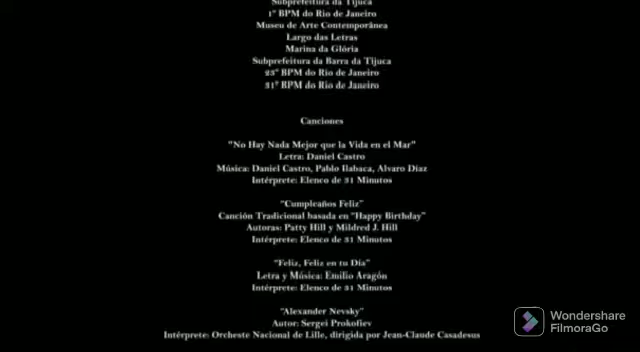 Subprefeitura da Tijuca
1º BPM do Rio de Janeiro
Museu de Arte Contemporânea
Largo das Letras
Marina da Glória
Subprefeitura da Barra da Tijuca
23º BPM do Rio de Janeiro
31º BPM do Rio de Janeiro
Canciones
"No Hay Nada Mejor que la Vida en el Mar"
Letra: Daniel Castro
Música: Daniel Castro, Pablo Ilabaca, Alvaro Díaz
Intérprete: Elenco de 31 Minutos
"Cumpleaños Feliz"
Canción Tradicional basada en "Happy Birthday"
Autoras: Patty Hill y Mildred J. Hill
Intérprete: Elenco de 31 Minutos
"Feliz, Feliz en tu Día"
Letra y Música: Emilio Aragón
Intérprete: Elenco de 31 Minutos
"Alexander Nevsky"
Autor: Sergei Prokofiev
Intérprete: Orcheste Nacional de Lille, dirigida por Jean-Claude Casadesus
Wondershare
FilmoraGo